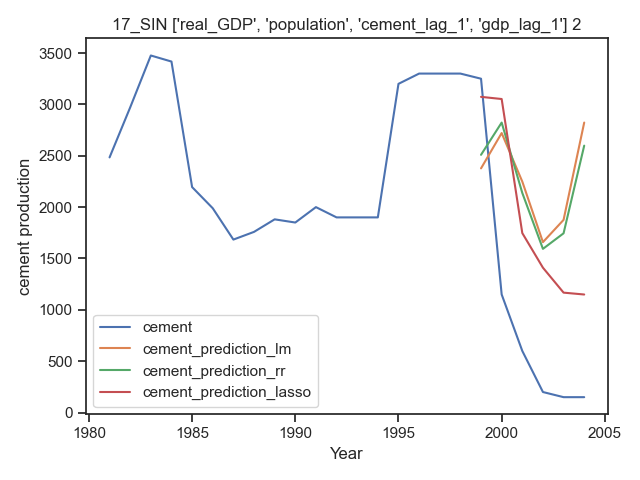 17_SIN ['real_GDP', 'population', 'cement_lag_1', 'gdp_lag_1'] 2
3500
3000
2500
2000
1500
1000
500
0
cement production
cement
cement_prediction_lm
cement_prediction_rr
cement_prediction_lasso
1980
1985
1990
1995
2000
2005
Year